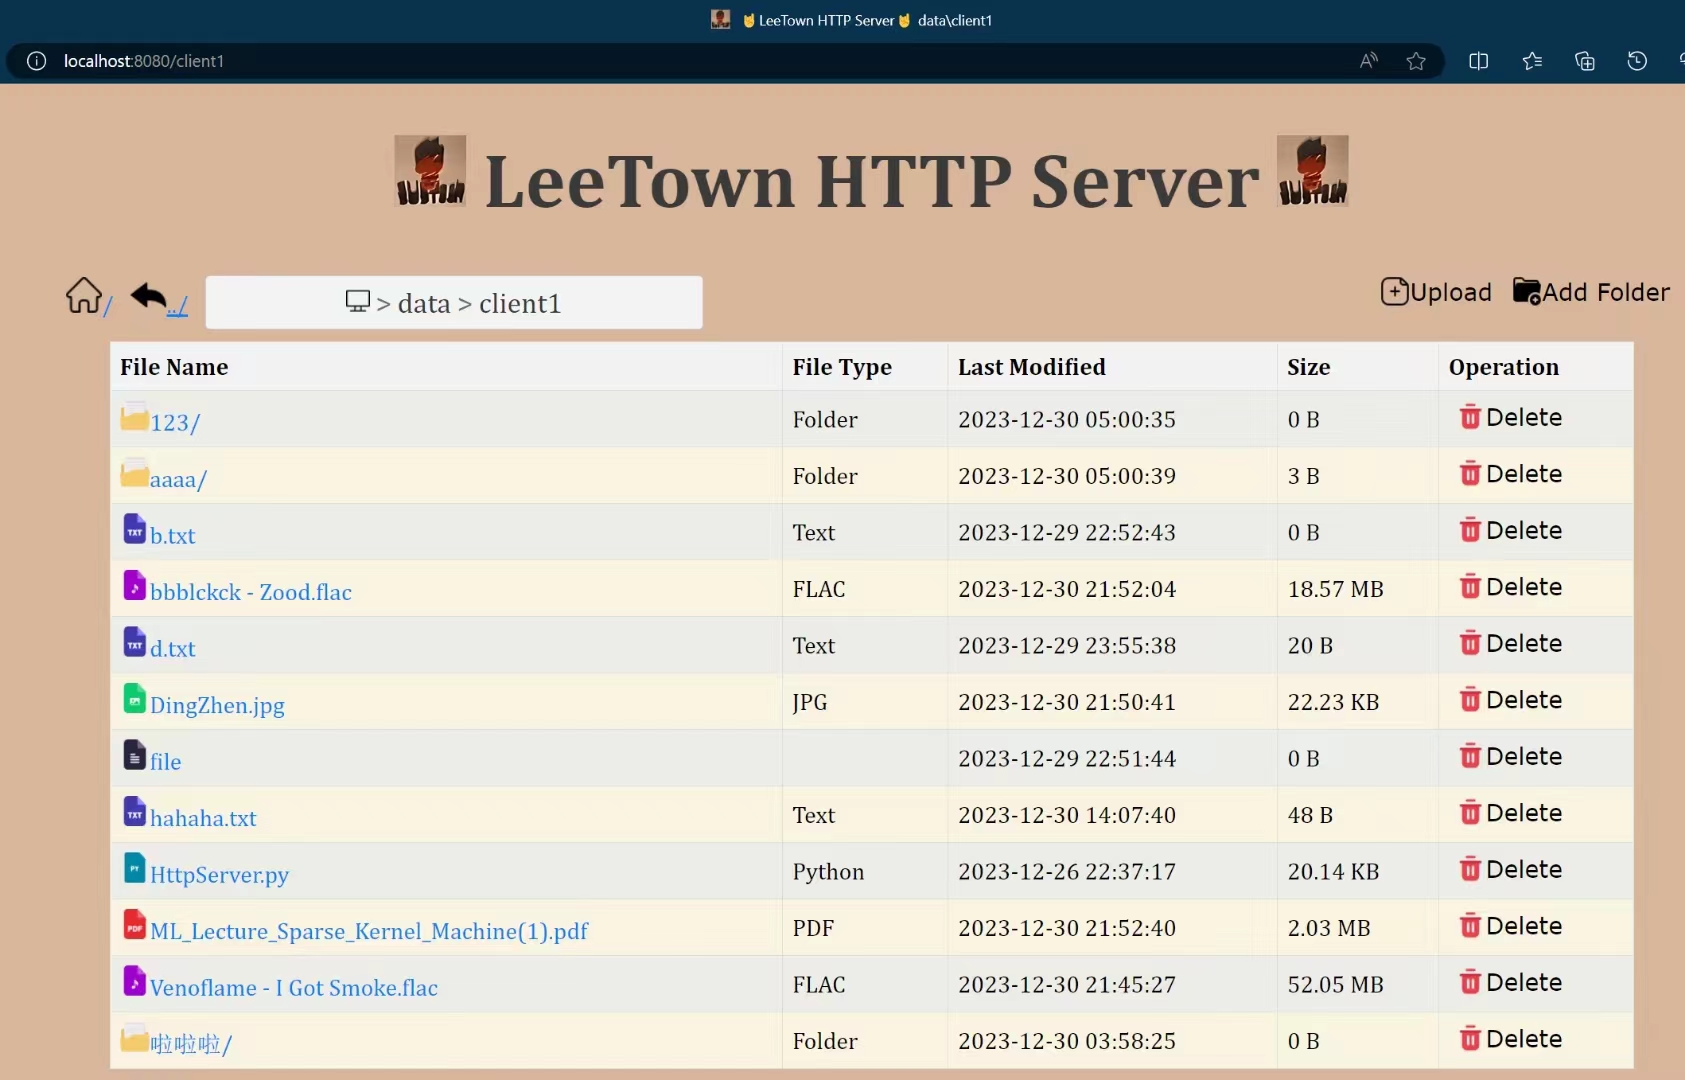 🤘LeeTown HTTP Server🤘 data\client1
localhost:8080/client1
SUSTech LeeTown HTTP Server SUSTech
/ ../ > data > client1 Upload Add Folder
File Name File Type Last Modified Size Operation
123/ Folder 2023-12-30 05:00:35 0 B Delete
aaaa/ Folder 2023-12-30 05:00:39 3 B Delete
TXT b.txt Text 2023-12-29 22:52:43 0 B Delete
bbblckck - Zood.flac FLAC 2023-12-30 21:52:04 18.57 MB Delete
TXT d.txt Text 2023-12-29 23:55:38 20 B Delete
DingZhen.jpg JPG 2023-12-30 21:50:41 22.23 KB Delete
file 2023-12-29 22:51:44 0 B Delete
TXT hahaha.txt Text 2023-12-30 14:07:40 48 B Delete
PY HttpServer.py Python 2023-12-26 22:37:17 20.14 KB Delete
PDF ML_Lecture_Sparse_Kernel_Machine(1).pdf PDF 2023-12-30 21:52:40 2.03 MB Delete
Venoflame - I Got Smoke.flac FLAC 2023-12-30 21:45:27 52.05 MB Delete
啦啦啦/ Folder 2023-12-30 03:58:25 0 B Delete